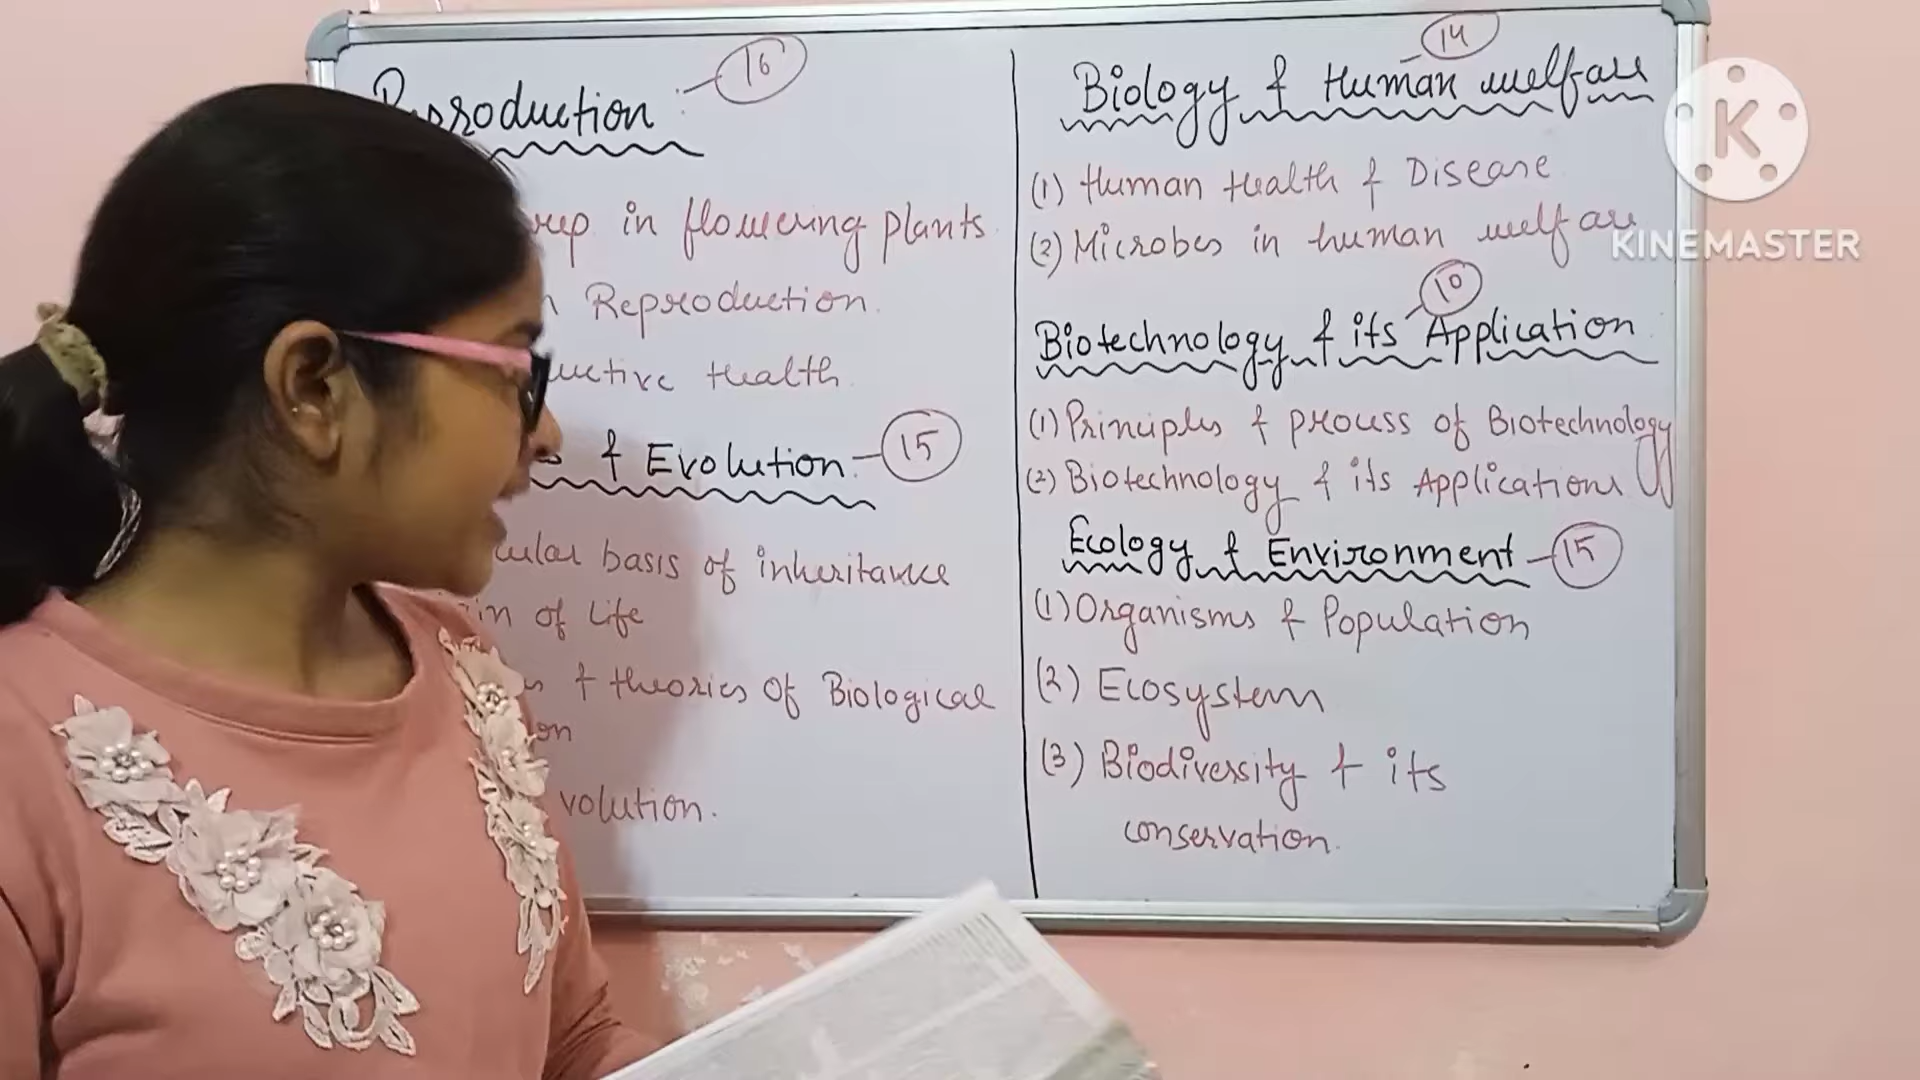 Reproduction :- 16
in flowering plants.
Reproduction.
Health.
& Evolution. - 15
basis of inheritance
of life
& theories of Biological
14
Biology & Human welfare
(1) Human Health & Disease
(2) Microbes in human welfare
10
Biotechnology & its Application
(1) Principles & process of Biotechnology
(2) Biotechnology & its Applications
Ecology & Environment - 15
(1) Organisms & Population
(2) Ecosystem
(3) Biodiversity & its
conservation.
K
KINEMASTER